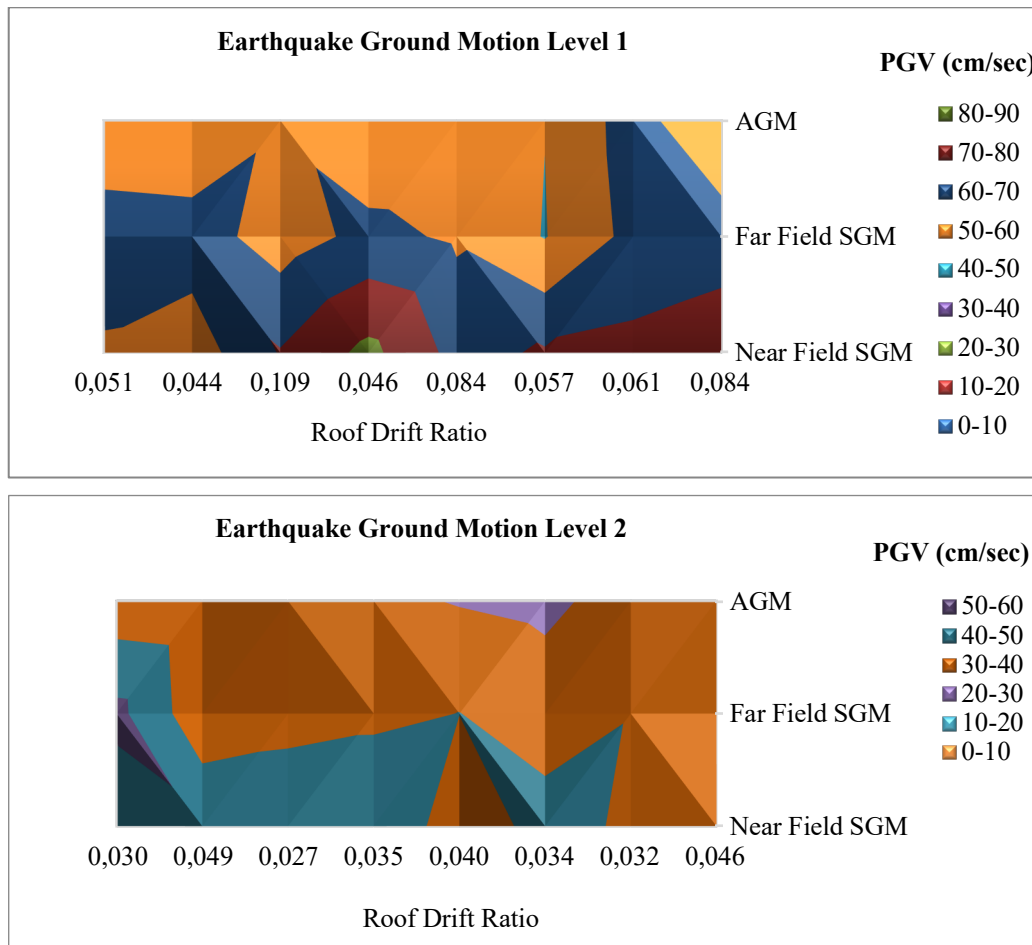 Earthquake Ground Motion Level 1
PGV (cm/sec)
AGM
Far Field SGM
Near Field SGM
80-90
70-80
60-70
50-60
40-50
30-40
20-30
10-20
0-10
0,051 0,044 0,109 0,046 0,084 0,057 0,061 0,084
Roof Drift Ratio
Earthquake Ground Motion Level 2
PGV (cm/sec)
AGM
Far Field SGM
Near Field SGM
50-60
40-50
30-40
20-30
10-20
0-10
0,030 0,049 0,027 0,035 0,040 0,034 0,032 0,046
Roof Drift Ratio